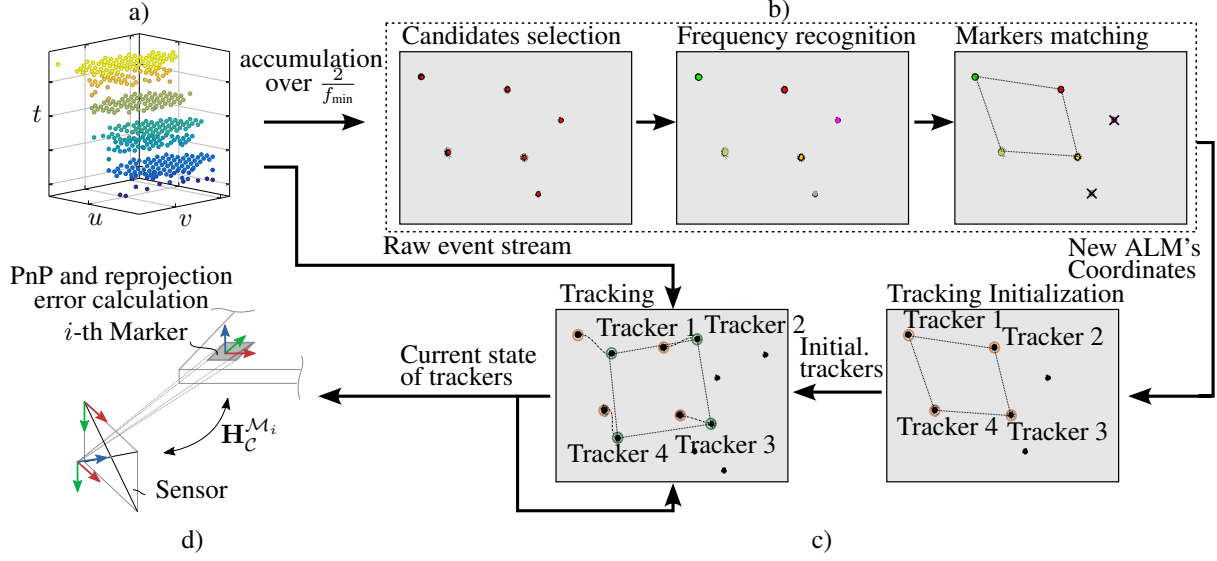 a)
b)
t
u
v
accumulation
over 2/f_min
Candidates selection
Frequency recognition
Markers matching
Raw event stream
New ALM's
Coordinates
PnP and reprojection
error calculation
i-th Marker
H_C^{M_i}
Sensor
Current state
of trackers
Tracking
Tracker 1
Tracker 2
Tracker 3
Tracker 4
Initial.
trackers
Tracking Initialization
Tracker 1
Tracker 2
Tracker 4
Tracker 3
d)
c)